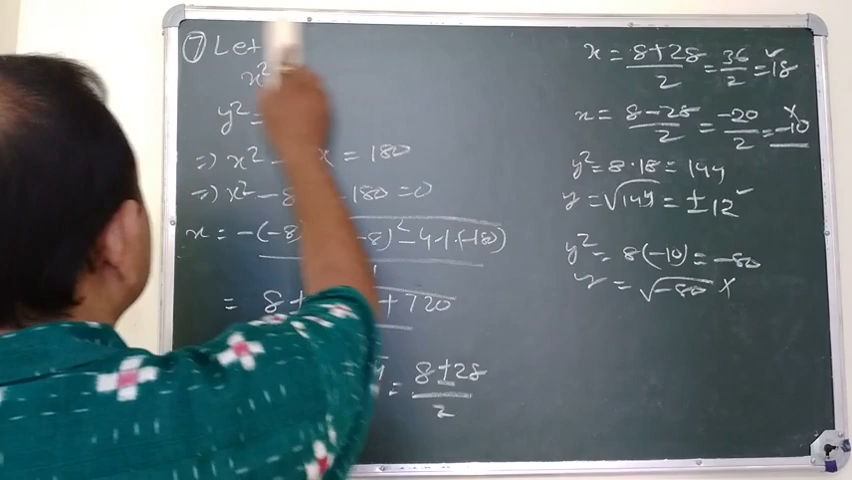 ⑦ Let
x²
y² =
⇒ x² - x = 180
⇒ x² - 8 - 180 = 0
x = -(-8) -8)² - 4·1·(-180)
= 8 ± + 720
= 8 ± 28 / 2
x = 8 + 28 / 2 = 36 / 2 = 18 ✓
x = 8 - 28 / 2 = -20 / 2 = -10 ✗
y² = 8 · 18 = 144
y = √144 = ± 12 ✓
y² = 8(-10) = -80
y = √-80 ✗